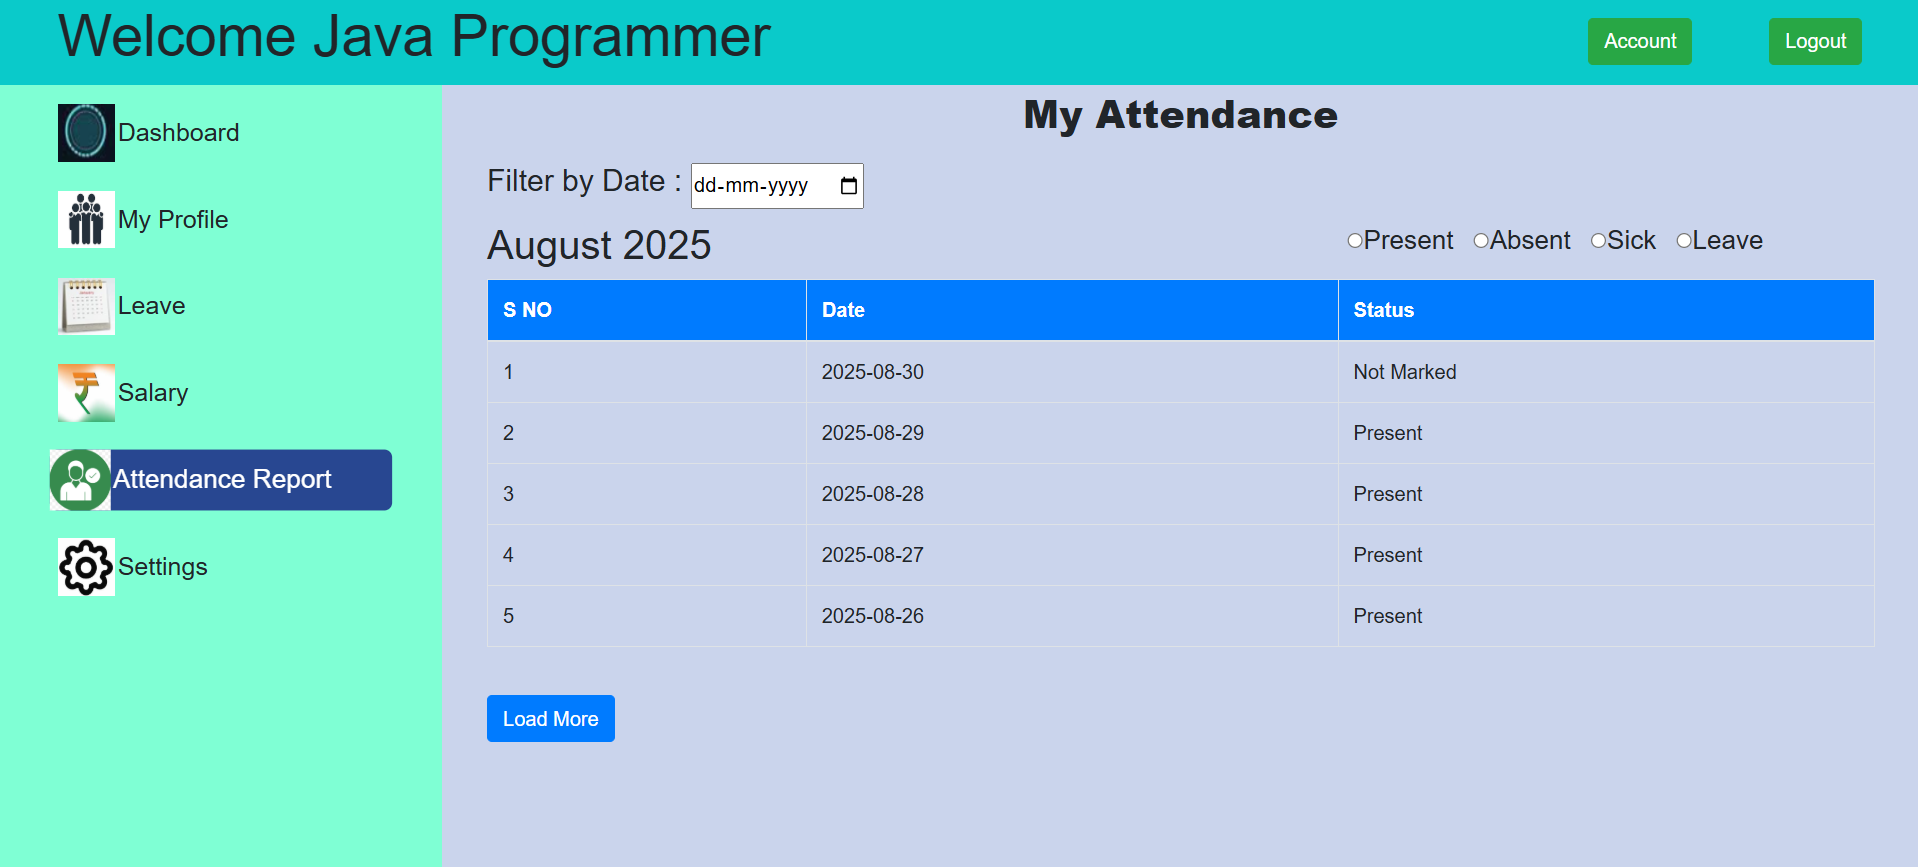 Welcome Java Programmer
Account
Logout
Dashboard
My Profile
Leave
Salary
Attendance Report
Settings
My Attendance
Filter by Date : dd-mm-yyyy
August 2025
Present Absent Sick Leave
S NO Date Status
1 2025-08-30 Not Marked
2 2025-08-29 Present
3 2025-08-28 Present
4 2025-08-27 Present
5 2025-08-26 Present
Load More